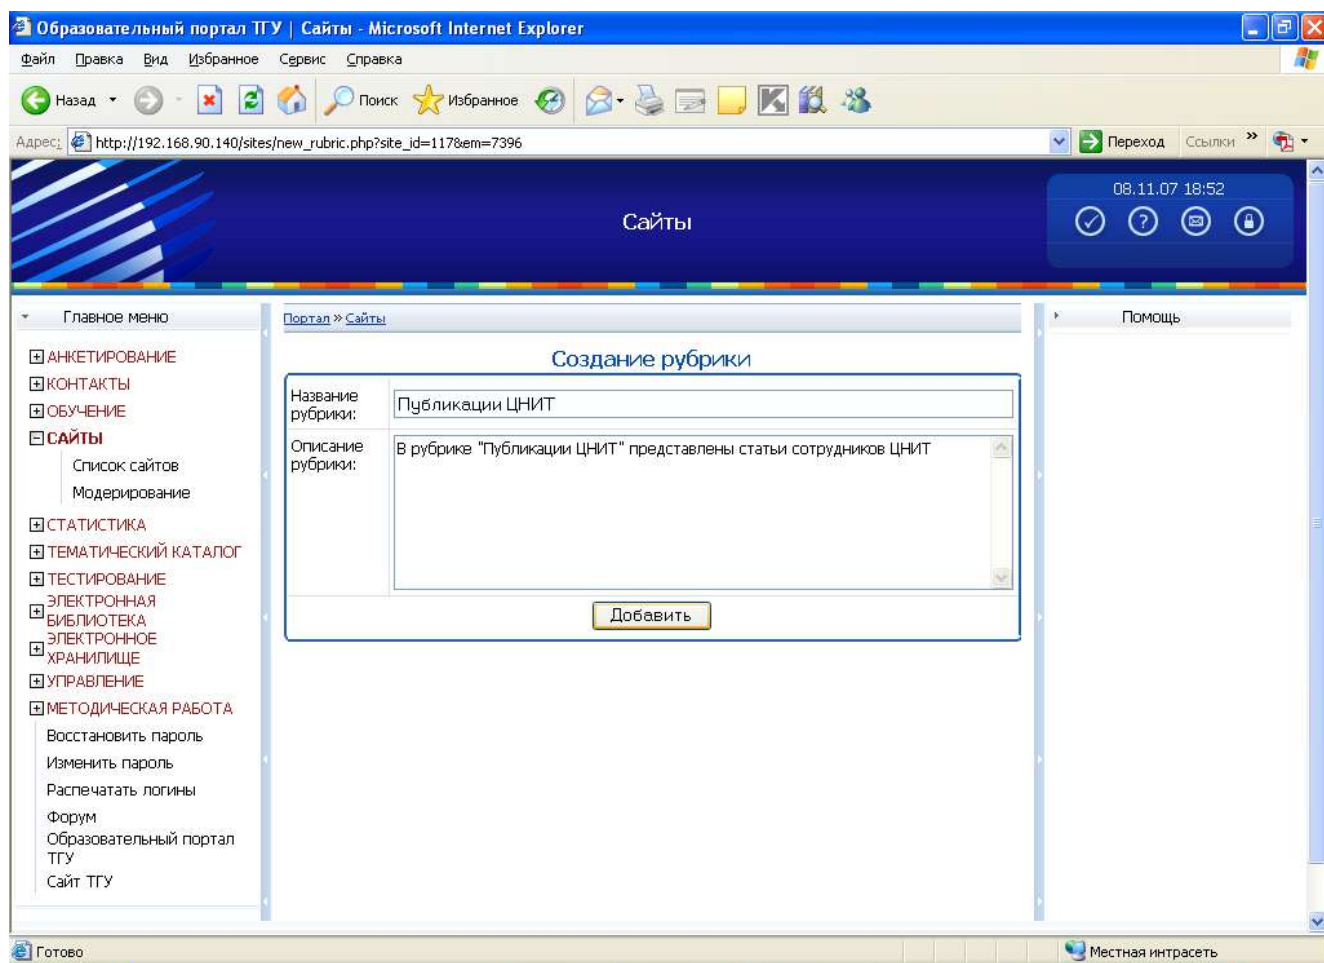 Образовательный портал ТГУ | Сайты - Microsoft Internet Explorer
Файл Правка Вид Избранное Сервис Справка
Назад Поиск Избранное
Адрес: http://192.168.90.140/sites/new_rubric.php?site_id=117&em=7396 Переход Ссылки »
08.11.07 18:52
Сайты
Главное меню
Портал » Сайты
Помощь
АНКЕТИРОВАНИЕ
КОНТАКТЫ
ОБУЧЕНИЕ
САЙТЫ
Список сайтов
Модерирование
СТАТИСТИКА
ТЕМАТИЧЕСКИЙ КАТАЛОГ
ТЕСТИРОВАНИЕ
ЭЛЕКТРОННАЯ
БИБЛИОТЕКА
ЭЛЕКТРОННОЕ
ХРАНИЛИЩЕ
УПРАВЛЕНИЕ
МЕТОДИЧЕСКАЯ РАБОТА
Восстановить пароль
Изменить пароль
Распечатать логины
Форум
Образовательный портал
ТГУ
Сайт ТГУ
Создание рубрики
Название
рубрики:
Публикации ЦНИТ
Описание
рубрики:
В рубрике "Публикации ЦНИТ" представлены статьи сотрудников ЦНИТ
Добавить
Готово
Местная интрасеть